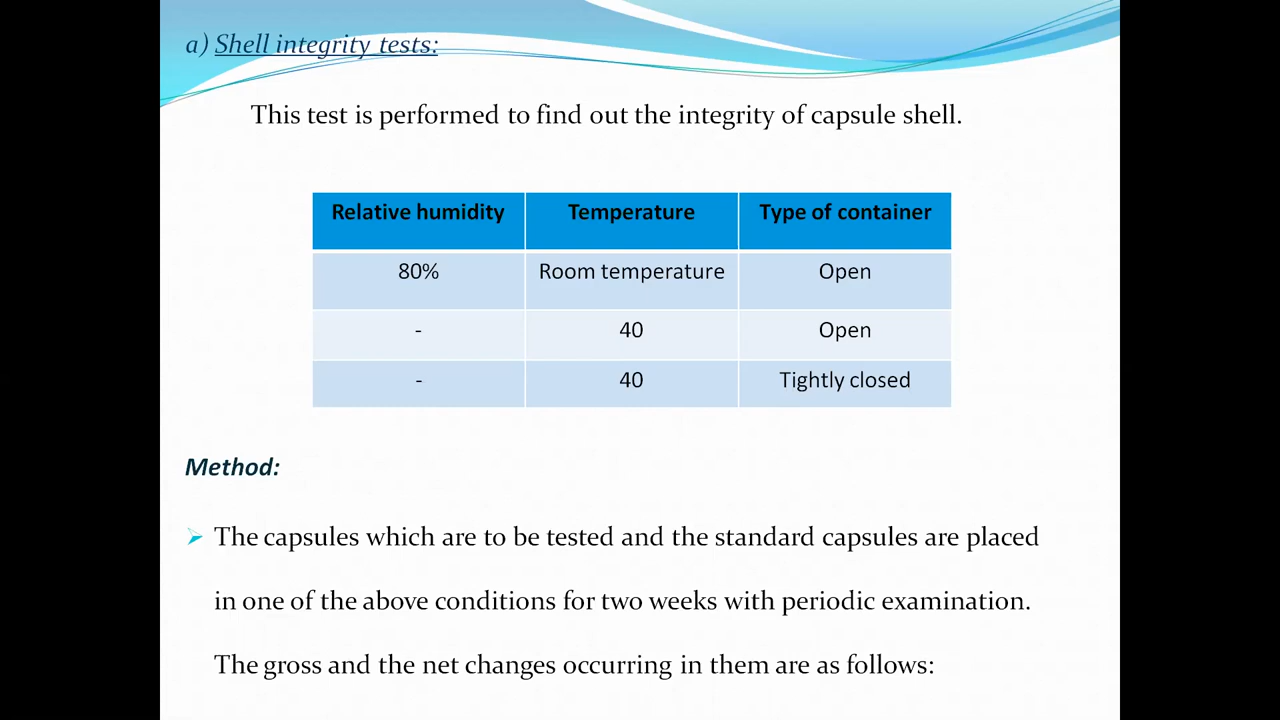 a) Shell integrity tests:
This test is performed to find out the integrity of capsule shell.
Relative humidity Temperature Type of container
80% Room temperature Open
- 40 Open
- 40 Tightly closed
Method:
The capsules which are to be tested and the standard capsules are placed
in one of the above conditions for two weeks with periodic examination.
The gross and the net changes occurring in them are as follows: